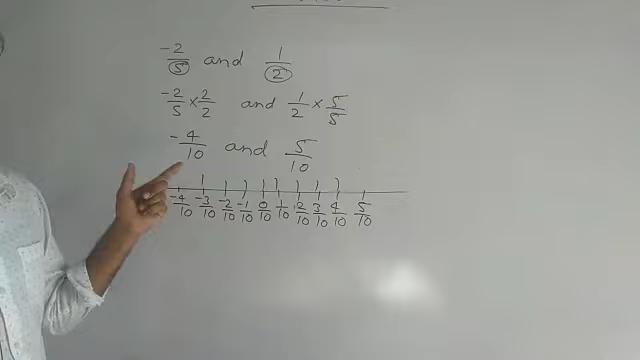 -2/5 and 1/2
-2/5 × 2/2 and 1/2 × 5/5
-4/10 and 5/10
-4/10 -3/10 -2/10 -1/10 0/10 1/10 2/10 3/10 4/10 5/10